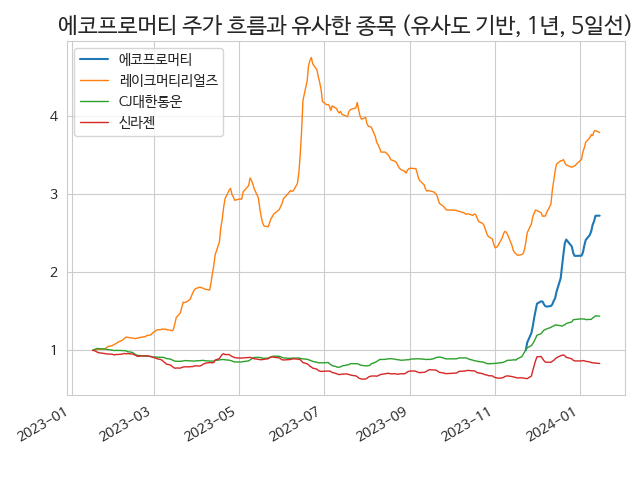 에코프로머티 주가 흐름과 유사한 종목 (유사도 기반, 1년, 5일선)
에코프로머티
레이크머티리얼즈
CJ대한통운
신라젠
4
3
2
1
2023-01
2023-03
2023-05
2023-07
2023-09
2023-11
2024-01